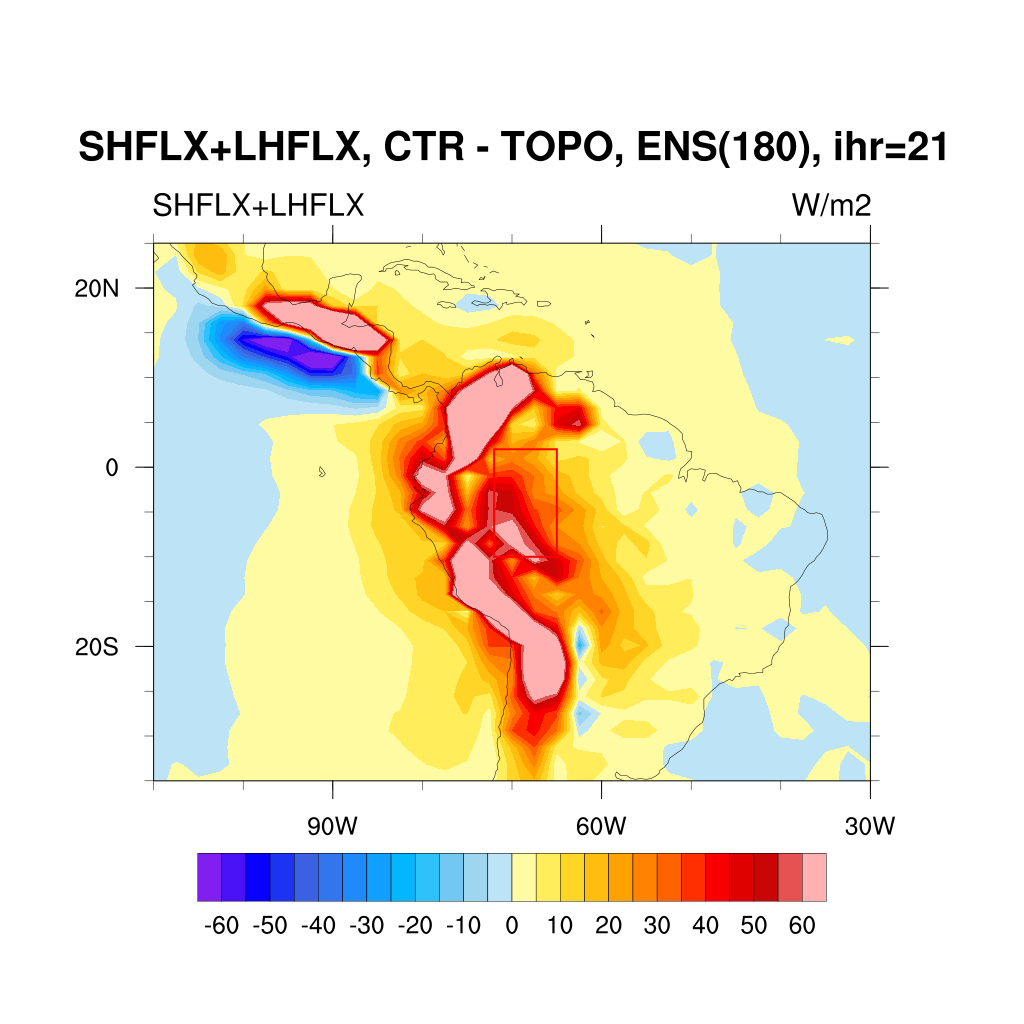 SHFLX+LHFLX, CTR - TOPO, ENS(180), ihr=21
SHFLX+LHFLX W/m2
20N
0
20S
90W 60W 30W
-60 -50 -40 -30 -20 -10 0 10 20 30 40 50 60